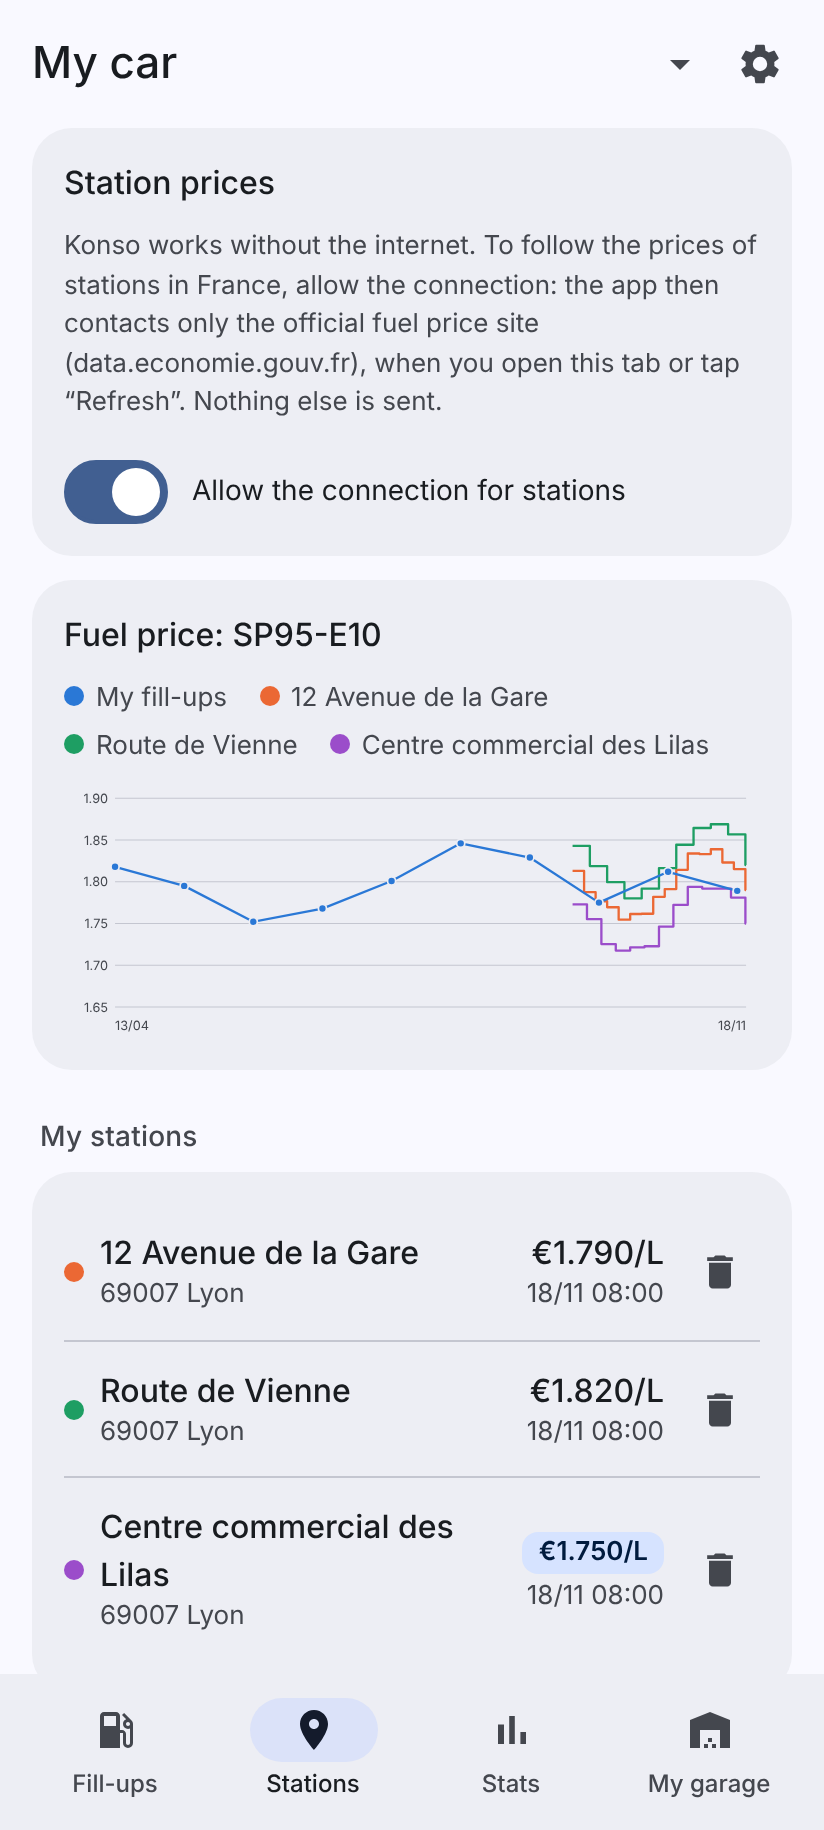 My car
Station prices
Konso works without the internet. To follow the prices of
stations in France, allow the connection: the app then
contacts only the official fuel price site
(data.economie.gouv.fr), when you open this tab or tap
“Refresh”. Nothing else is sent.
Allow the connection for stations
Fuel price: SP95-E10
My fill-ups 12 Avenue de la Gare
Route de Vienne Centre commercial des Lilas
1.90
1.85
1.80
1.75
1.70
1.65
13/04 18/11
My stations
12 Avenue de la Gare €1.790/L
69007 Lyon 18/11 08:00
Route de Vienne €1.820/L
69007 Lyon 18/11 08:00
Centre commercial des
Lilas
€1.750/L
69007 Lyon 18/11 08:00
Fill-ups Stations Stats My garage